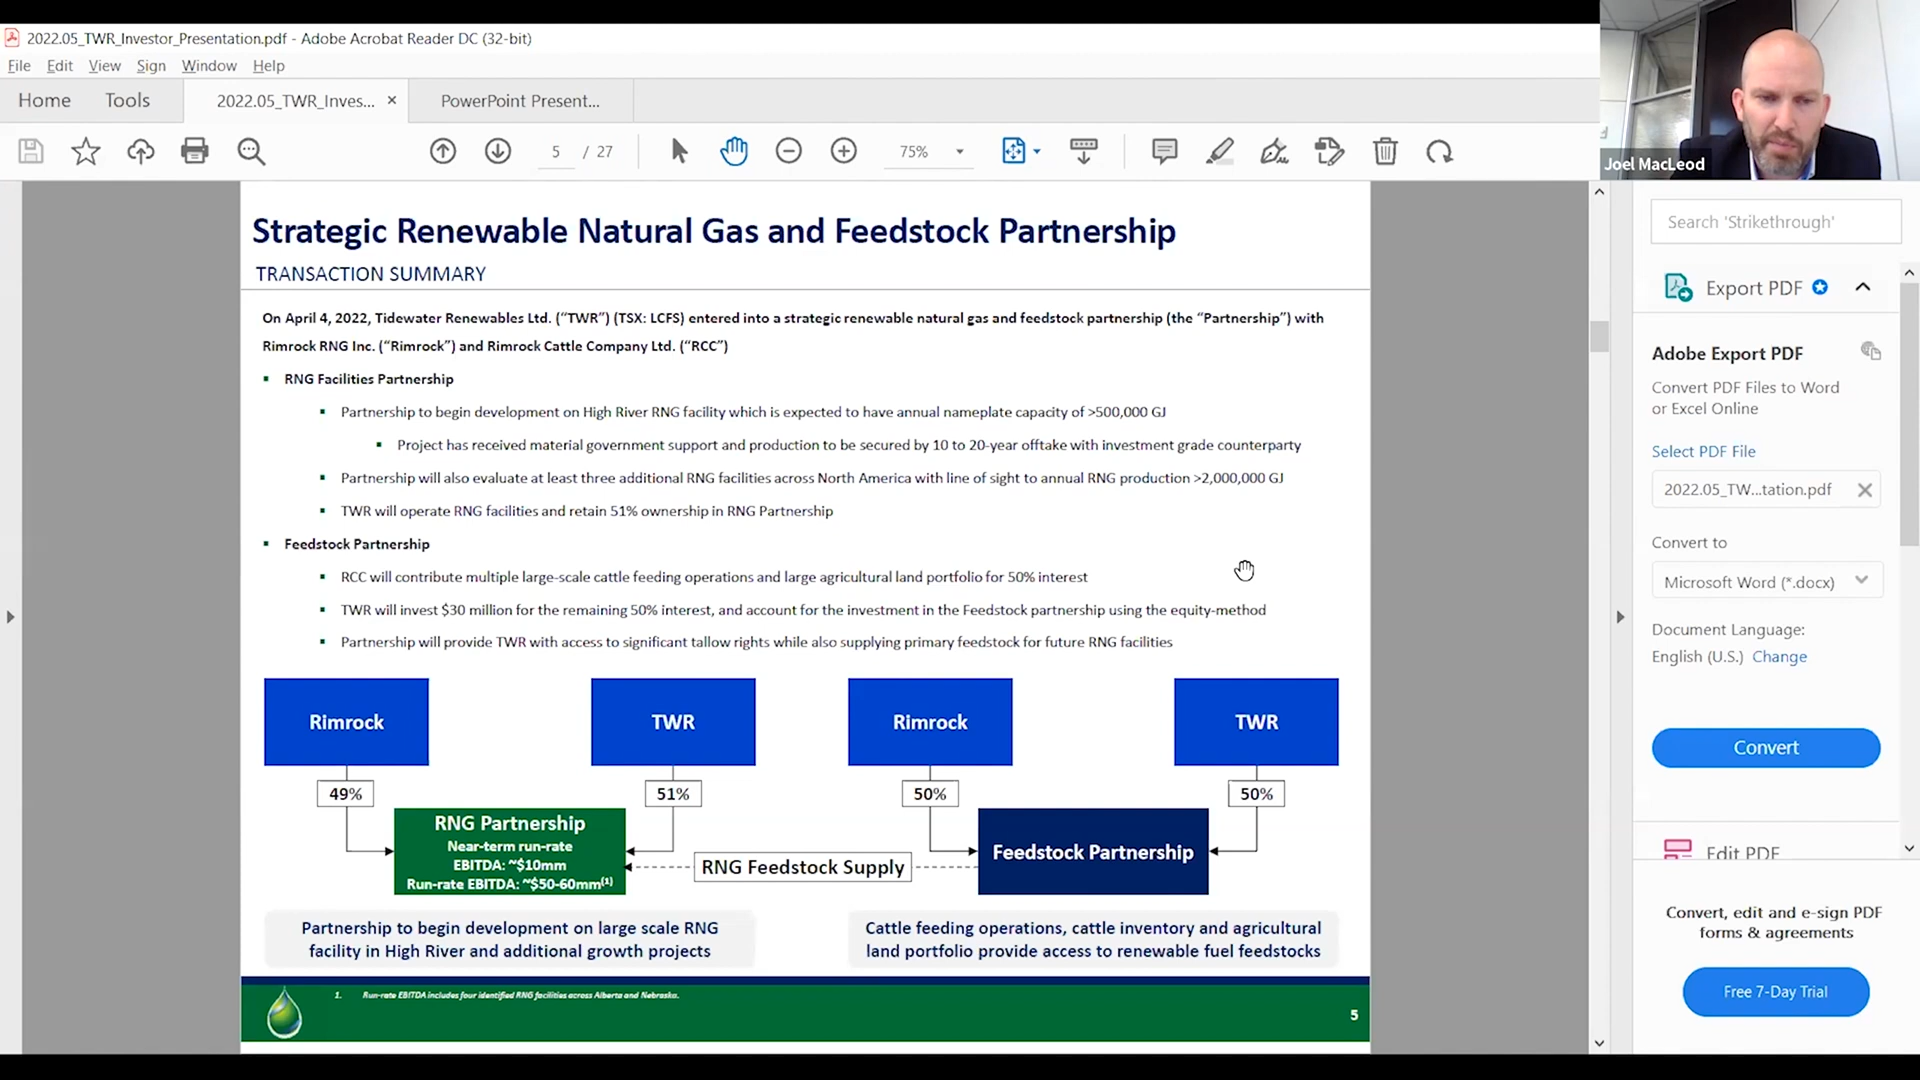 2022.05_TWR_Investor_Presentation.pdf - Adobe Acrobat Reader DC (32-bit)
File Edit View Sign Window Help
Home Tools 2022.05_TWR_Inves... × PowerPoint Present...
5 / 27 75%
Joel MacLeod
Strategic Renewable Natural Gas and Feedstock Partnership
TRANSACTION SUMMARY
On April 4, 2022, Tidewater Renewables Ltd. (“TWR”) (TSX: LCFS) entered into a strategic renewable natural gas and feedstock partnership (the “Partnership”) with
Rimrock RNG Inc. (“Rimrock”) and Rimrock Cattle Company Ltd. (“RCC”)
▪ RNG Facilities Partnership
▪ Partnership to begin development on High River RNG facility which is expected to have annual nameplate capacity of >500,000 GJ
▪ Project has received material government support and production to be secured by 10 to 20-year offtake with investment grade counterparty
▪ Partnership will also evaluate at least three additional RNG facilities across North America with line of sight to annual RNG production >2,000,000 GJ
▪ TWR will operate RNG facilities and retain 51% ownership in RNG Partnership
▪ Feedstock Partnership
▪ RCC will contribute multiple large-scale cattle feeding operations and large agricultural land portfolio for 50% interest
▪ TWR will invest $30 million for the remaining 50% interest, and account for the investment in the Feedstock partnership using the equity-method
▪ Partnership will provide TWR with access to significant tallow rights while also supplying primary feedstock for future RNG facilities
Rimrock TWR Rimrock TWR
49% 51% 50% 50%
RNG Partnership
Near-term run-rate
EBITDA: ~$10mm
Run-rate EBITDA: ~$50-60mm(1)
RNG Feedstock Supply
Feedstock Partnership
Partnership to begin development on large scale RNG
facility in High River and additional growth projects
Cattle feeding operations, cattle inventory and agricultural
land portfolio provide access to renewable fuel feedstocks
1. Run-rate EBITDA includes four identified RNG facilities across Alberta and Nebraska.
5
Search 'Strikethrough'
Export PDF
Adobe Export PDF
Convert PDF Files to Word
or Excel Online
Select PDF File
2022.05_TW...tation.pdf
Convert to
Microsoft Word (*.docx)
Document Language:
English (U.S.) Change
Convert
Edit PDF
Convert, edit and e-sign PDF
forms & agreements
Free 7-Day Trial